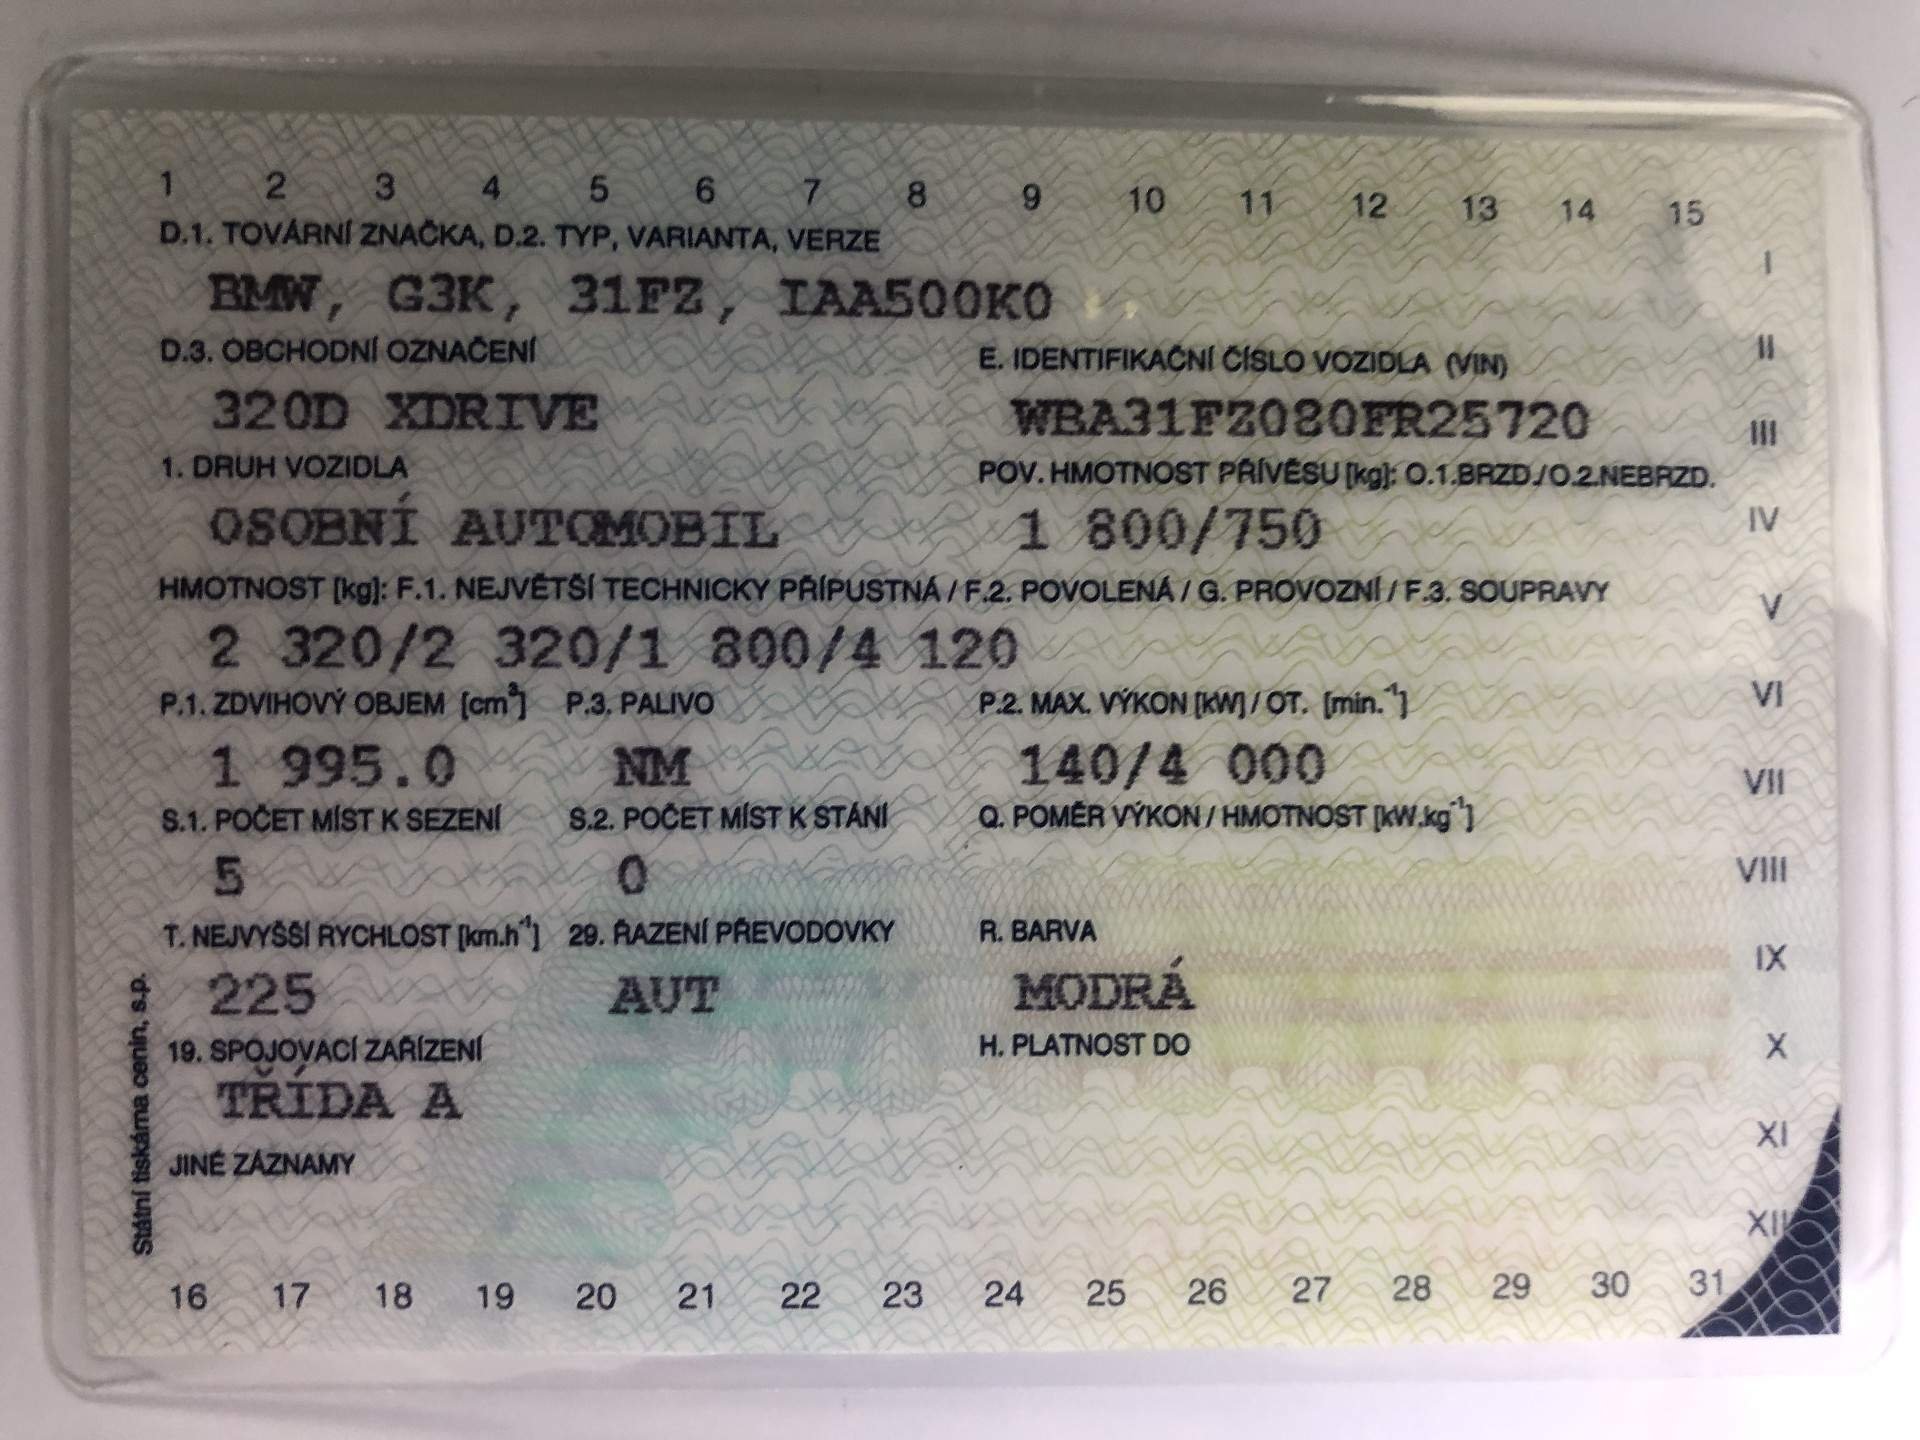 1 2 3 4 5 6 7 8 9 10 11 12 13 14 15
D.1. TOVÁRNÍ ZNAČKA, D.2. TYP, VARIANTA, VERZE
I
BMW, G3K, 31FZ, IAA500K0
D.3. OBCHODNÍ OZNAČENÍ E. IDENTIFIKAČNÍ ČÍSLO VOZIDLA (VIN)
II
320D XDRIVE WBA31FZ080FR25720
III
1. DRUH VOZIDLA POV. HMOTNOST PŘÍVĚSU [kg]: O.1.BRZD./O.2.NEBRZD.
OSOBNÍ AUTOMOBIL 1 800/750
IV
HMOTNOST [kg]: F.1. NEJVĚTŠÍ TECHNICKY PŘÍPUSTNÁ / F.2. POVOLENÁ / G. PROVOZNÍ / F.3. SOUPRAVY
V
2 320/2 320/1 800/4 120
P.1. ZDVIHOVÝ OBJEM [cm³] P.3. PALIVO P.2. MAX. VÝKON [kW] / OT. [min.⁻¹]
VI
1 995.0 NM 140/4 000
VII
S.1. POČET MÍST K SEZENÍ S.2. POČET MÍST K STÁNÍ Q. POMĚR VÝKON / HMOTNOST [kW.kg⁻¹]
5 0
VIII
T. NEJVYŠŠÍ RYCHLOST [km.h⁻¹] 29. ŘAZENÍ PŘEVODOVKY R. BARVA
IX
225 AUT MODRÁ
19. SPOJOVACÍ ZAŘÍZENÍ H. PLATNOST DO
X
TŘÍDA A
XI
JINÉ ZÁZNAMY
XII
16 17 18 19 20 21 22 23 24 25 26 27 28 29 30 31
Státní tiskárna cenin, s.p.